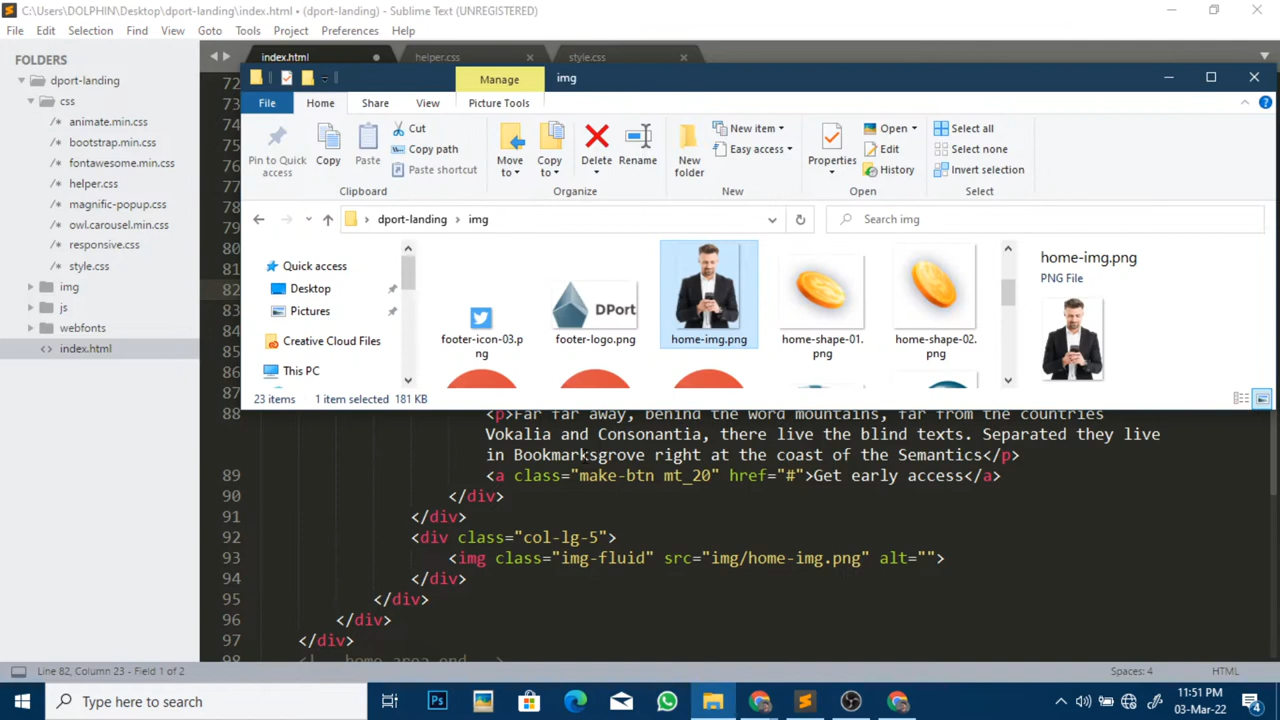 C:\Users\DOLPHIN\Desktop\dport-landing\index.html • (dport-landing) - Sublime Text (UNREGISTERED)
File Edit Selection Find View Goto Tools Project Preferences Help
FOLDERS
dport-landing
css
/* animate.min.css
/* bootstrap.min.css
/* fontawesome.min.css
/* helper.css
/* magnific-popup.css
/* owl.carousel.min.css
/* responsive.css
/* style.css
img
js
webfonts
<> index.html
index.html helper.css style.css
Manage img
File Home Share View Picture Tools
Pin to Quick access
Copy
Paste
Cut
Copy path
Paste shortcut
Clipboard
Move to
Copy to
Delete
Rename
Organize
New folder
New item
Easy access
New
Properties
Open
Edit
History
Open
Select all
Select none
Invert selection
Select
dport-landing img
Search img
Quick access
Desktop
Pictures
Creative Cloud Files
This PC
footer-icon-03.png
DPort
footer-logo.png
home-img.png
home-shape-01.png
home-shape-02.png
home-img.png
PNG File
23 items 1 item selected 181 KB
72
73
74
75
76
77
78
79
80
81
82
83
84
85
86
87
88 <p>Far far away, behind the word mountains, far from the countries
Vokalia and Consonantia, there live the blind texts. Separated they live
in Bookmarksgrove right at the coast of the Semantics</p>
89 <a class="make-btn mt_20" href="#">Get early access</a>
90 </div>
91 </div>
92 <div class="col-lg-5">
93 <img class="img-fluid" src="img/home-img.png" alt="">
94 </div>
95 </div>
96 </div>
97 </div>
98 <!-- home area end -->
Line 82, Column 23 - Field 1 of 2 Spaces: 4 HTML
Type here to search
Ps
11:51 PM
03-Mar-22
4